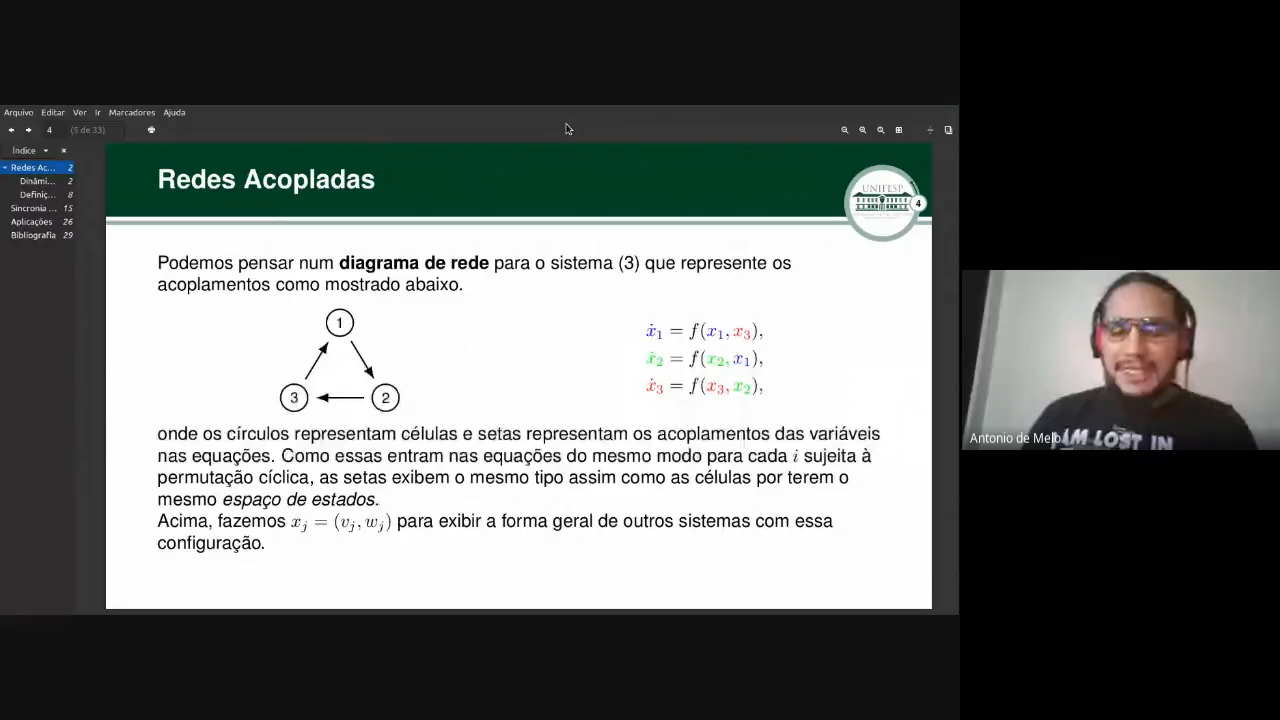 Arquivo Editar Ver Ir Marcadores Ajuda
4 (5 de 33)
Índice
Redes Ac... 2
Dinâmi... 2
Definiç... 8
Sincronia ... 15
Aplicações 26
Bibliografia 29
Redes Acopladas
UNIFESP
4
Podemos pensar num diagrama de rede para o sistema (3) que represente os
acoplamentos como mostrado abaixo.
1
3 2
ẋ₁ = f(x₁, x₃),
ẋ₂ = f(x₂, x₁),
ẋ₃ = f(x₃, x₂),
onde os círculos representam células e setas representam os acoplamentos das variáveis
nas equações. Como essas entram nas equações do mesmo modo para cada i sujeita à
permutação cíclica, as setas exibem o mesmo tipo assim como as células por terem o
mesmo espaço de estados.
Acima, fazemos xⱼ = (vⱼ, wⱼ) para exibir a forma geral de outros sistemas com essa
configuração.
Antonio de Melo
I AM LOST IN